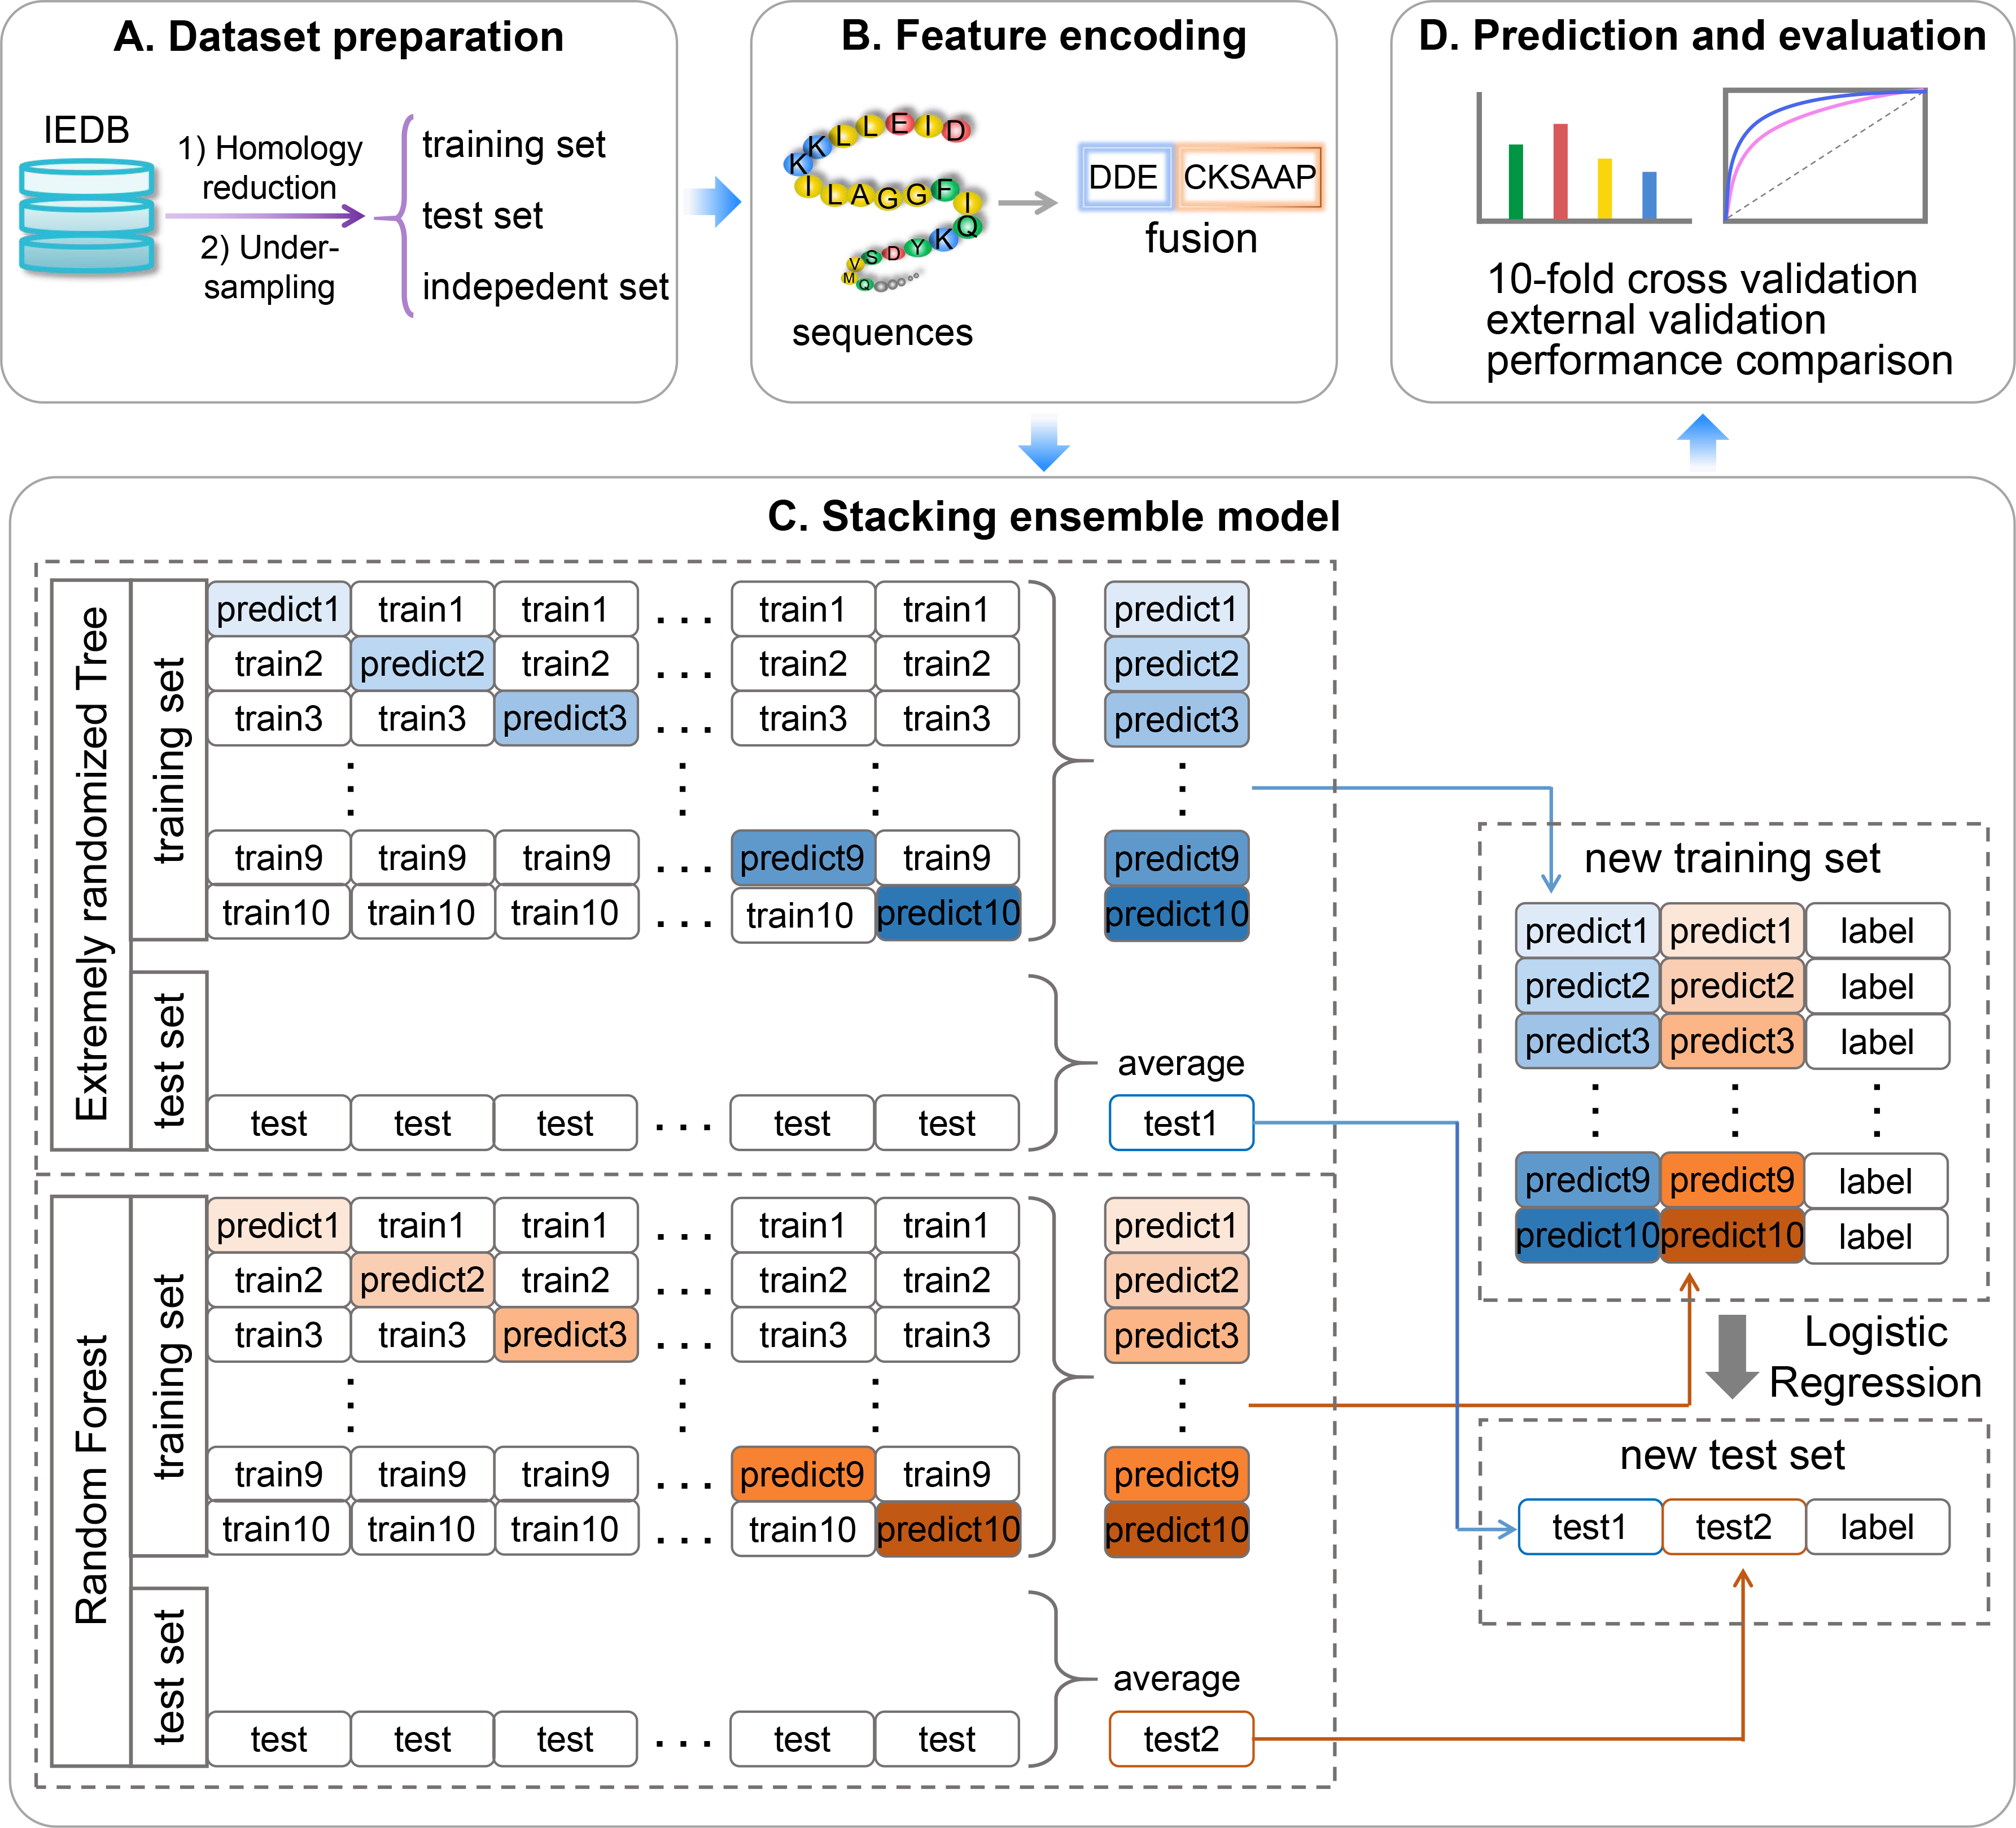 A. Dataset preparation
IEDB
1) Homology
reduction
2) Under-
sampling
training set
test set
indepedent set
B. Feature encoding
D I E L L K K
I L A G G F I
Q K Y D S V M Q
sequences
DDE CKSAAP
fusion
D. Prediction and evaluation
10-fold cross validation
external validation
performance comparison
C. Stacking ensemble model
Extremely randomized Tree
training set
predict1 train1 train1 . . . train1 train1 predict1
train2 predict2 train2 . . . train2 train2 predict2
train3 train3 predict3 . . . train3 train3 predict3
train9 train9 train9 . . . predict9 train9 predict9
train10 train10 train10 . . . train10 predict10 predict10
test set
average
test test test . . . test test test1
Random Forest
training set
predict1 train1 train1 . . . train1 train1 predict1
train2 predict2 train2 . . . train2 train2 predict2
train3 train3 predict3 . . . train3 train3 predict3
train9 train9 train9 . . . predict9 train9 predict9
train10 train10 train10 . . . train10 predict10 predict10
test set
average
test test test . . . test test test2
new training set
predict1 predict1 label
predict2 predict2 label
predict3 predict3 label
predict9 predict9 label
predict10 predict10 label
Logistic
Regression
new test set
test1 test2 label